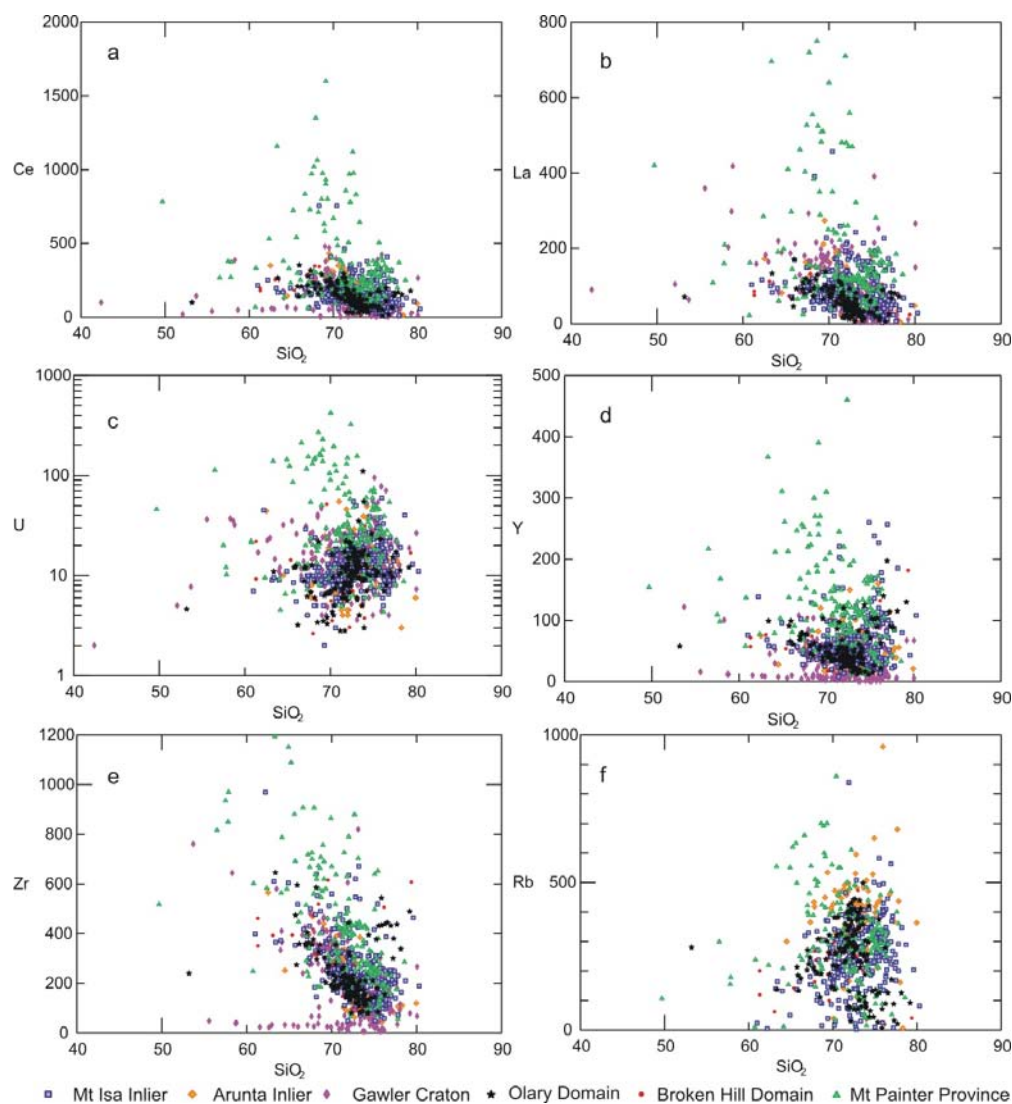 a
2000
1500
Ce
1000
500
0
40 50 60 70 80 90
SiO2
b
800
600
La
400
200
0
40 50 60 70 80 90
SiO2
c
1000
100
U
10
1
40 50 60 70 80 90
SiO2
d
500
400
300
Y
200
100
0
40 50 60 70 80 90
SiO2
e
1200
1000
800
Zr
600
400
200
0
40 50 60 70 80 90
SiO2
f
1000
Rb
500
0
40 50 60 70 80 90
SiO2
Mt Isa Inlier Arunta Inlier Gawler Craton Olary Domain Broken Hill Domain Mt Painter Province